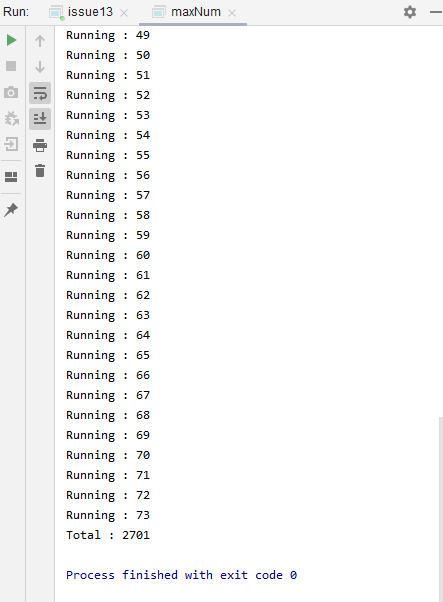 Run: issue13 maxNum
Running : 49
Running : 50
Running : 51
Running : 52
Running : 53
Running : 54
Running : 55
Running : 56
Running : 57
Running : 58
Running : 59
Running : 60
Running : 61
Running : 62
Running : 63
Running : 64
Running : 65
Running : 66
Running : 67
Running : 68
Running : 69
Running : 70
Running : 71
Running : 72
Running : 73
Total : 2701
Process finished with exit code 0